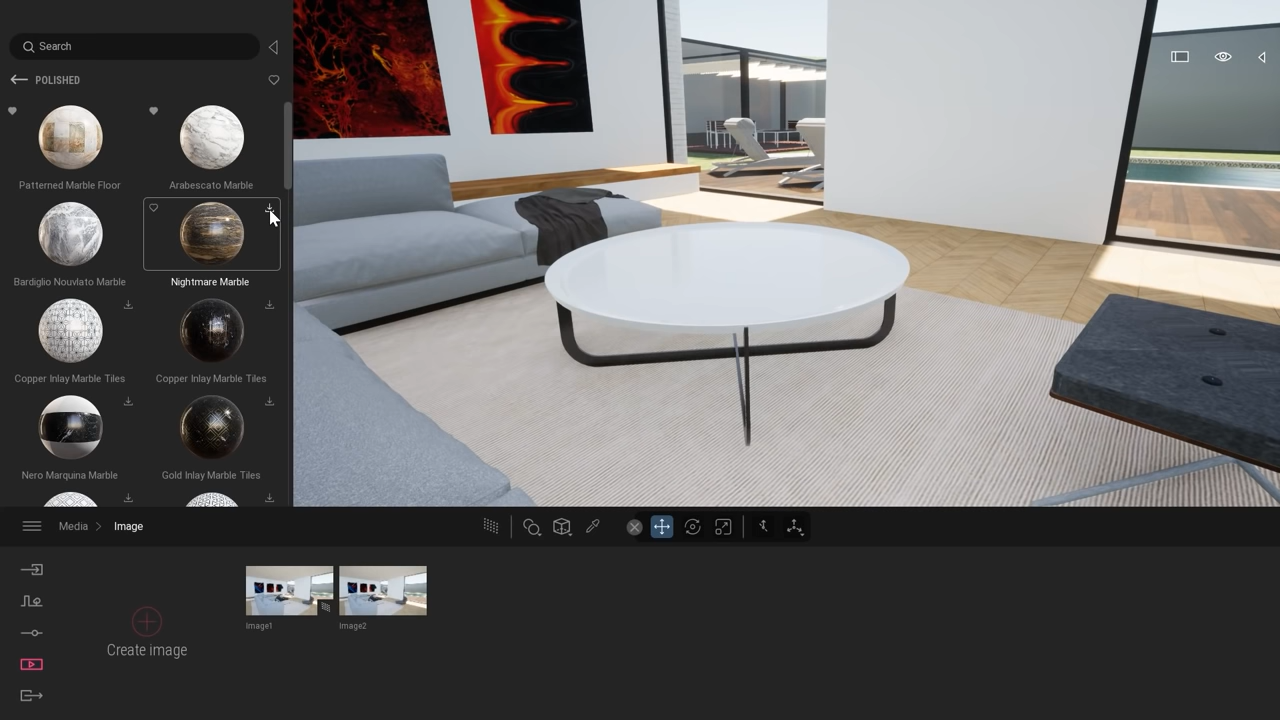 Search
POLISHED
Patterned Marble Floor
Arabescato Marble
Bardiglio Nouvlato Marble
Nightmare Marble
Copper Inlay Marble Tiles
Copper Inlay Marble Tiles
Nero Marquina Marble
Gold Inlay Marble Tiles
Media
Image
Create image
Image1
Image2